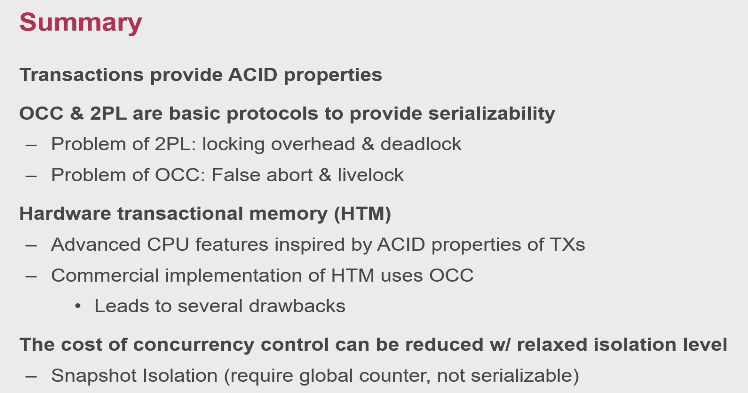 Summary
Transactions provide ACID properties
OCC & 2PL are basic protocols to provide serializability
– Problem of 2PL: locking overhead & deadlock
– Problem of OCC: False abort & livelock
Hardware transactional memory (HTM)
– Advanced CPU features inspired by ACID properties of TXs
– Commercial implementation of HTM uses OCC
• Leads to several drawbacks
The cost of concurrency control can be reduced w/ relaxed isolation level
– Snapshot Isolation (require global counter, not serializable)